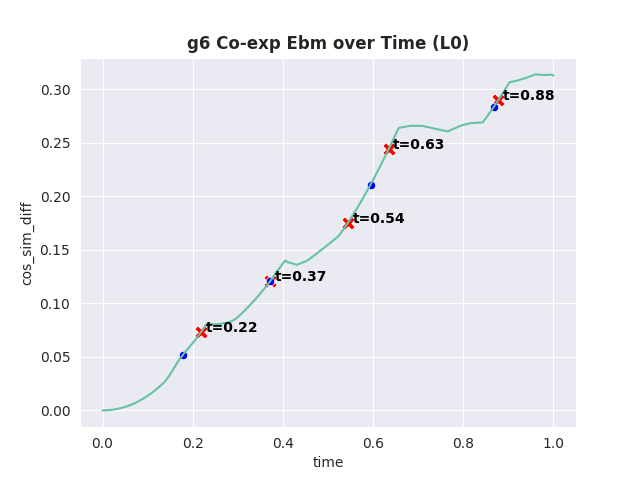 g6 Co-exp Ebm over Time (L0)
0.30
0.25
0.20
0.15
0.10
0.05
0.00
cos_sim_diff
t=0.88
t=0.63
t=0.54
t=0.37
t=0.22
0.0 0.2 0.4 0.6 0.8 1.0
time